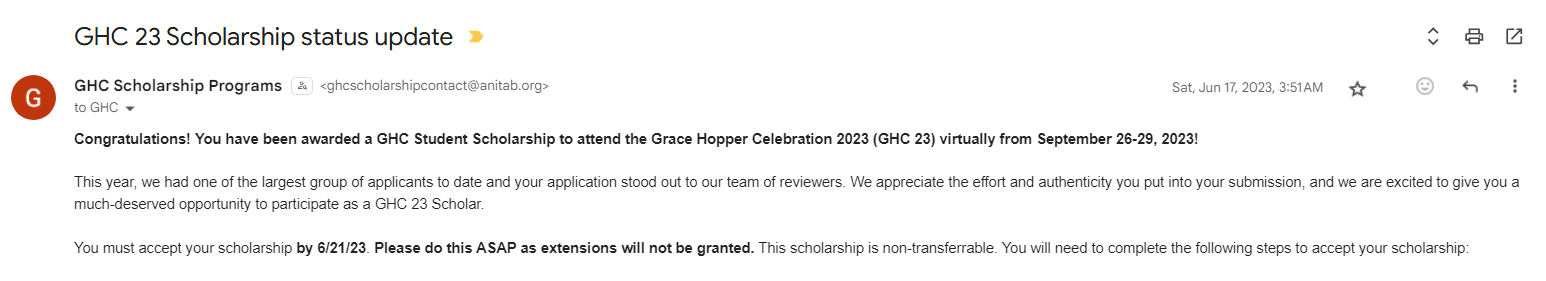 GHC 23 Scholarship status update
G
GHC Scholarship Programs <ghcscholarshipcontact@anitab.org>
Sat, Jun 17, 2023, 3:51 AM
to GHC
Congratulations! You have been awarded a GHC Student Scholarship to attend the Grace Hopper Celebration 2023 (GHC 23) virtually from September 26-29, 2023!
This year, we had one of the largest group of applicants to date and your application stood out to our team of reviewers. We appreciate the effort and authenticity you put into your submission, and we are excited to give you a
much-deserved opportunity to participate as a GHC 23 Scholar.
You must accept your scholarship by 6/21/23. Please do this ASAP as extensions will not be granted. This scholarship is non-transferrable. You will need to complete the following steps to accept your scholarship: